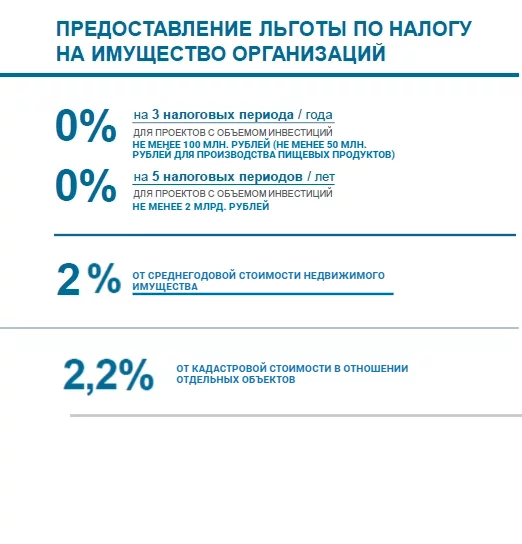 ПРЕДОСТАВЛЕНИЕ ЛЬГОТЫ ПО НАЛОГУ
НА ИМУЩЕСТВО ОРГАНИЗАЦИЙ
0%
на 3 налоговых периода / года
ДЛЯ ПРОЕКТОВ С ОБЪЕМОМ ИНВЕСТИЦИЙ
НЕ МЕНЕЕ 100 МЛН. РУБЛЕЙ (НЕ МЕНЕЕ 50 МЛН.
РУБЛЕЙ ДЛЯ ПРОИЗВОДСТВА ПИЩЕВЫХ ПРОДУКТОВ)
0%
на 5 налоговых периодов / лет
ДЛЯ ПРОЕКТОВ С ОБЪЕМОМ ИНВЕСТИЦИЙ
НЕ МЕНЕЕ 2 МЛРД. РУБЛЕЙ
2 %
ОТ СРЕДНЕГОДОВОЙ СТОИМОСТИ НЕДВИЖИМОГО
ИМУЩЕСТВА
2,2%
ОТ КАДАСТРОВОЙ СТОИМОСТИ В ОТНОШЕНИИ
ОТДЕЛЬНЫХ ОБЪЕКТОВ